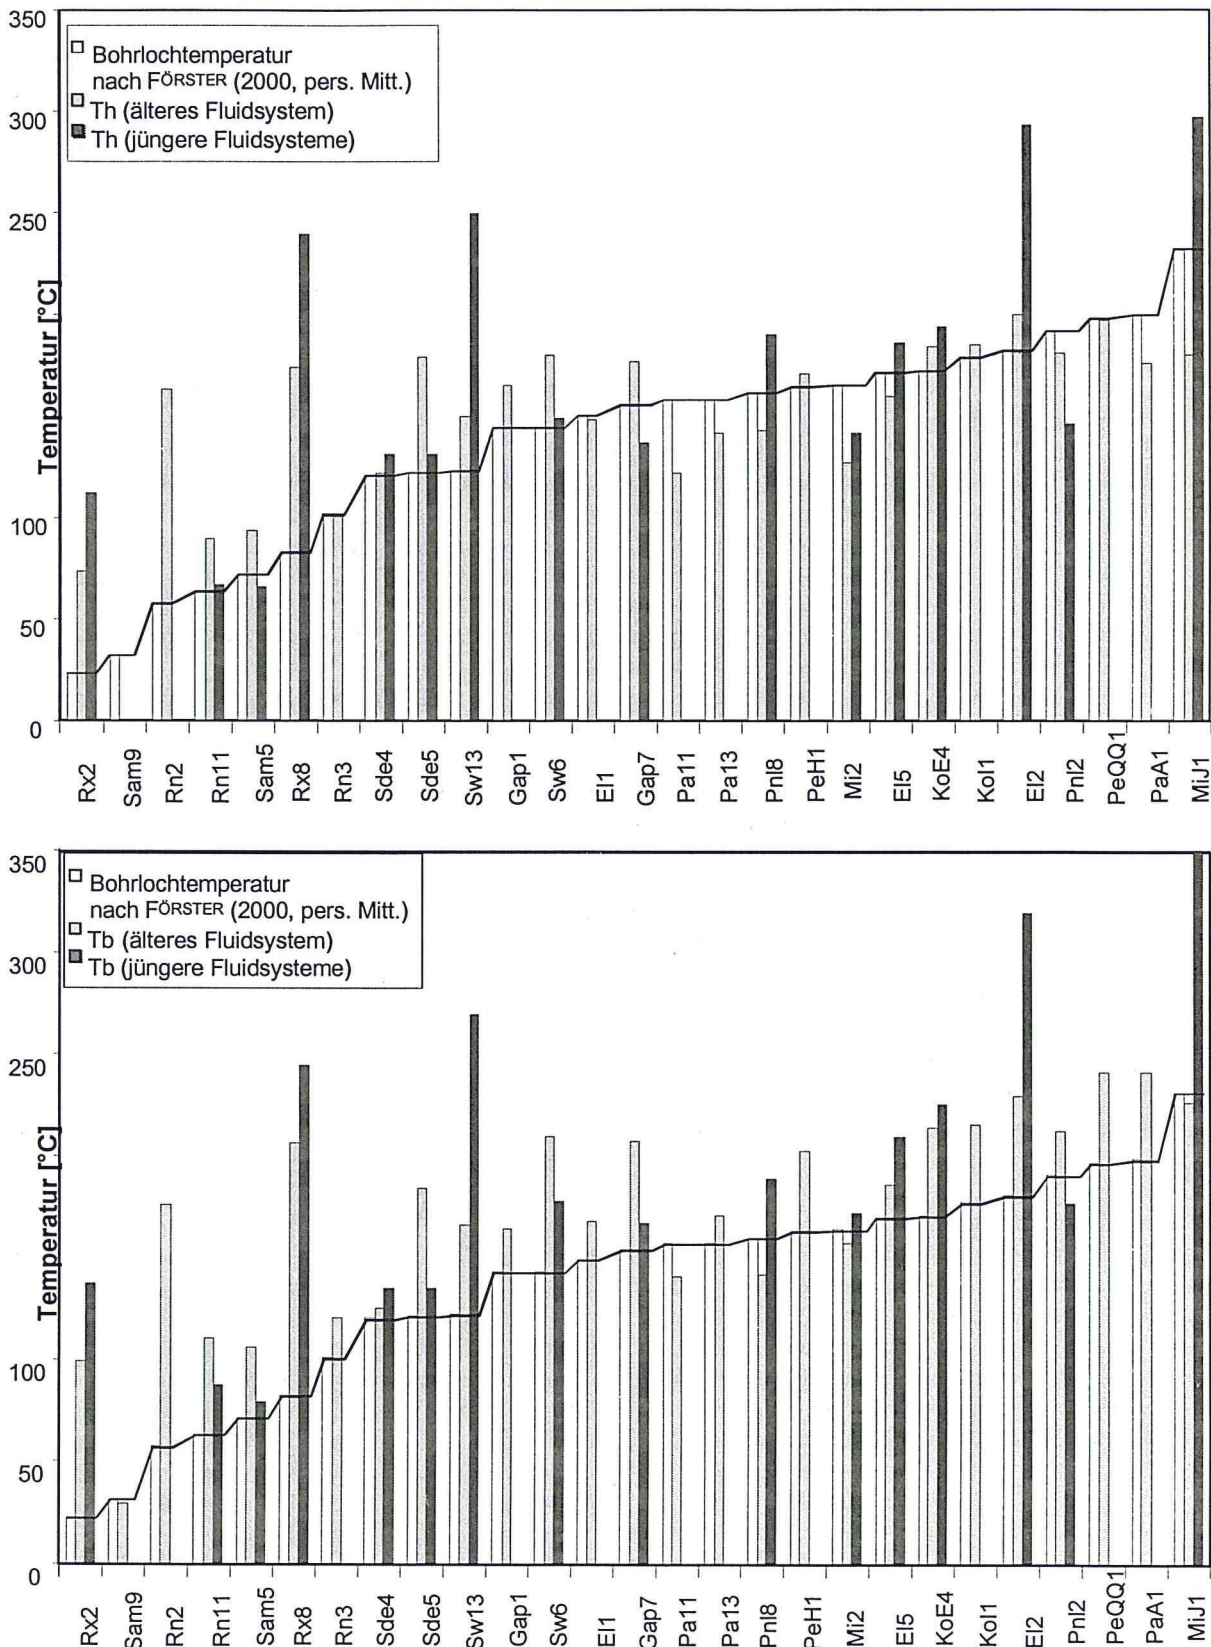 350
300
250
100
50
0
Temperatur [°C]
Bohrlochtemperatur
nach FÖRSTER (2000, pers. Mitt.)
Th (älteres Fluidsystem)
Th (jüngere Fluidsysteme)
Rx2
Sam9
Rn2
Rn11
Sam5
Rx8
Rn3
Sde4
Sde5
Sw13
Gap1
Sw6
El1
Gap7
Pa11
Pa13
Pnl8
PeH1
Mi2
El5
KoE4
Kol1
El2
Pnl2
PeQQ1
PaA1
MiJ1
350
300
250
100
50
0
Temperatur [°C]
Bohrlochtemperatur
nach FÖRSTER (2000, pers. Mitt.)
Tb (älteres Fluidsystem)
Tb (jüngere Fluidsysteme)
Rx2
Sam9
Rn2
Rn11
Sam5
Rx8
Rn3
Sde4
Sde5
Sw13
Gap1
Sw6
El1
Gap7
Pa11
Pa13
Pnl8
PeH1
Mi2
El5
KoE4
Kol1
El2
Pnl2
PeQQ1
PaA1
MiJ1